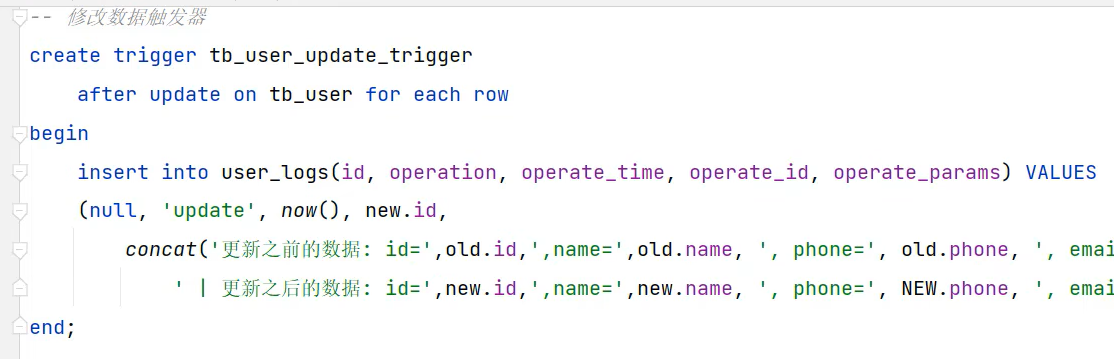 -- 修改数据触发器
create trigger tb_user_update_trigger
    after update on tb_user for each row
begin
    insert into user_logs(id, operation, operate_time, operate_id, operate_params) VALUES
    (null, 'update', now(), new.id,
        concat('更新之前的数据: id=',old.id,',name=',old.name, ', phone=', old.phone, ', emai
            ' | 更新之后的数据: id=',new.id,',name=',new.name, ', phone=', NEW.phone, ', emai
end;